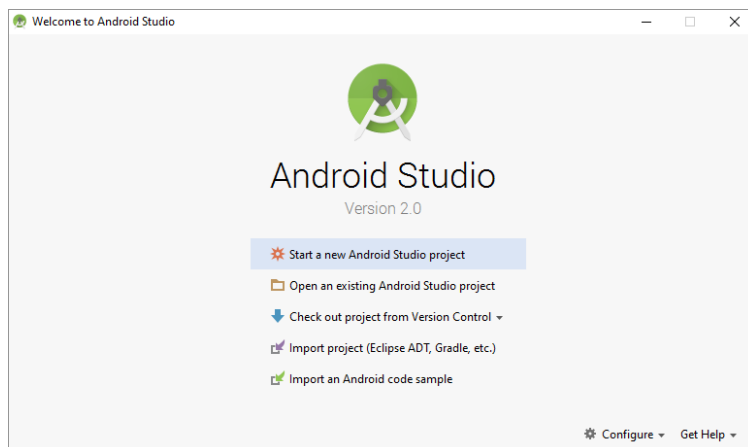 Welcome to Android Studio
Android Studio
Version 2.0
Start a new Android Studio project
Open an existing Android Studio project
Check out project from Version Control
Import project (Eclipse ADT, Gradle, etc.)
Import an Android code sample
Configure Get Help